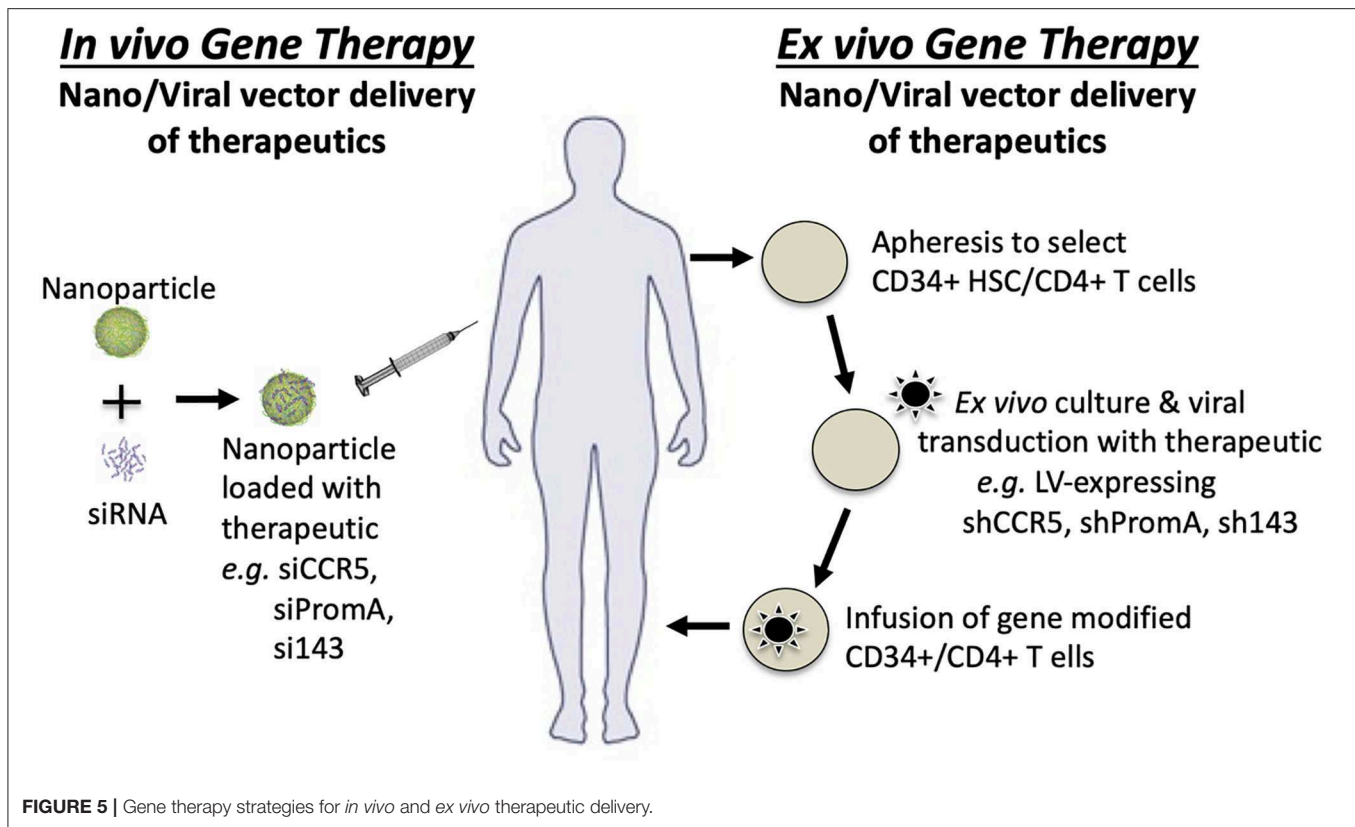 In vivo Gene Therapy
Nano/Viral vector delivery
of therapeutics
Nanoparticle
+
siRNA
Nanoparticle
loaded with
therapeutic
e.g. siCCR5,
siPromA,
si143
Ex vivo Gene Therapy
Nano/Viral vector delivery
of therapeutics
Apheresis to select
CD34+ HSC/CD4+ T cells
Ex vivo culture & viral
transduction with therapeutic
e.g. LV-expressing
shCCR5, shPromA, sh143
Infusion of gene modified
CD34+/CD4+ T ells
FIGURE 5 | Gene therapy strategies for in vivo and ex vivo therapeutic delivery.